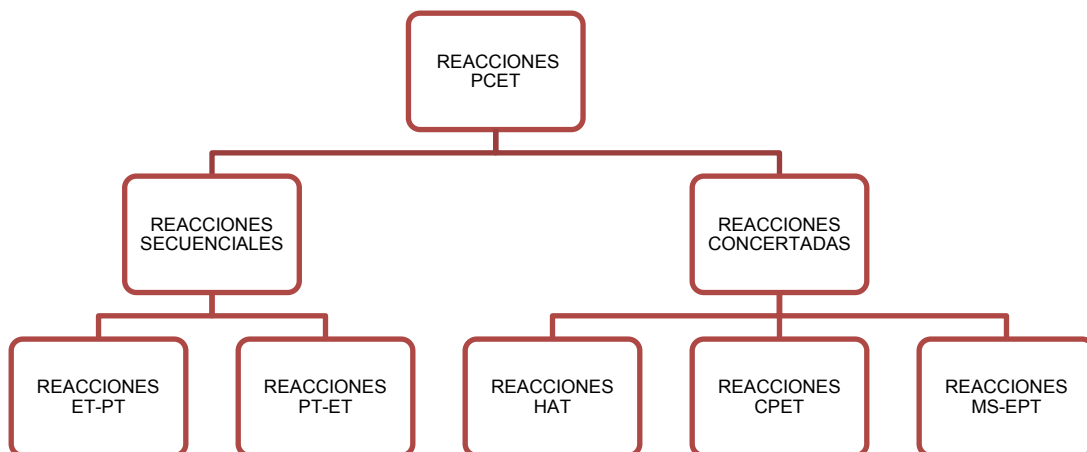 REACCIONES
PCET
REACCIONES
SECUENCIALES
REACCIONES
CONCERTADAS
REACCIONES
ET-PT
REACCIONES
PT-ET
REACCIONES
HAT
REACCIONES
CPET
REACCIONES
MS-EPT